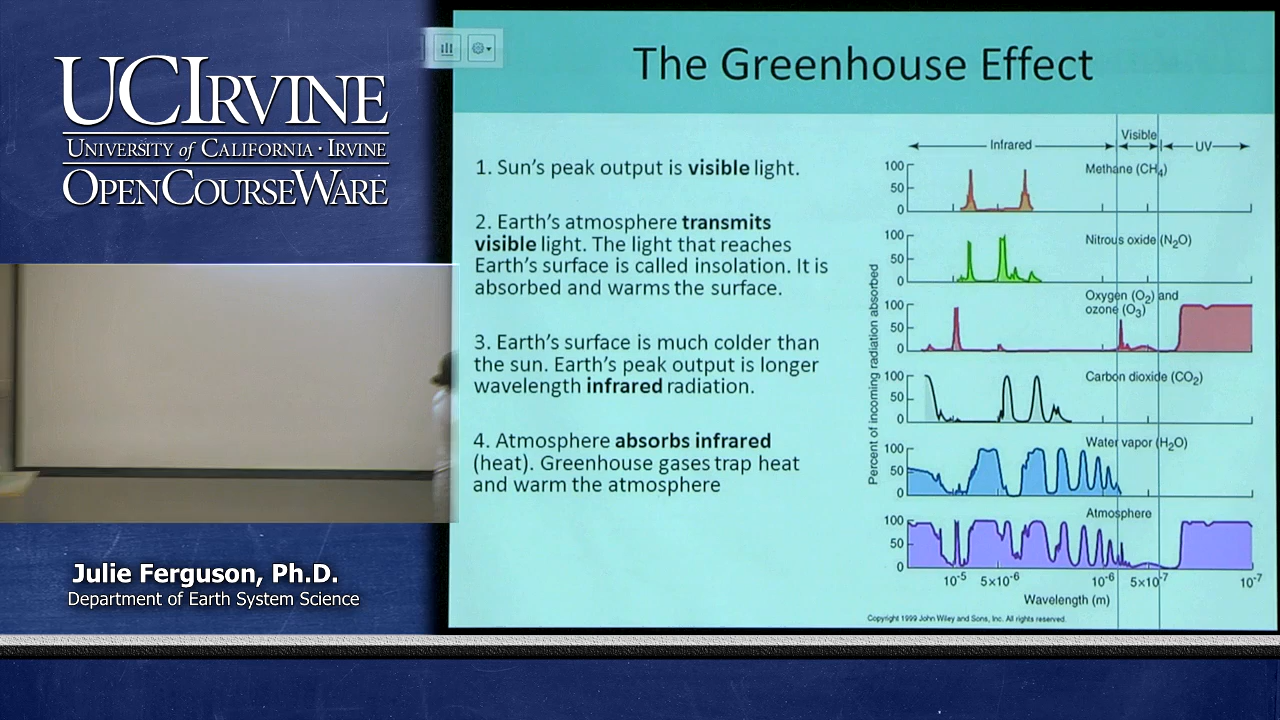 UCIRVINE
UNIVERSITY of CALIFORNIA · IRVINE
OPENCOURSEWARE
Julie Ferguson, Ph.D.
Department of Earth System Science
The Greenhouse Effect
1. Sun's peak output is visible light.
2. Earth's atmosphere transmits
visible light. The light that reaches
Earth's surface is called insolation. It is
absorbed and warms the surface.
3. Earth's surface is much colder than
the sun. Earth's peak output is longer
wavelength infrared radiation.
4. Atmosphere absorbs infrared
(heat). Greenhouse gases trap heat
and warm the atmosphere
Percent of incoming radiation absorbed
Infrared
Visible
UV
100
50
0
Methane (CH₄)
100
50
0
Nitrous oxide (N₂O)
100
50
0
Oxygen (O₂) and
ozone (O₃)
100
50
0
Carbon dioxide (CO₂)
100
50
0
Water vapor (H₂O)
100
50
0
Atmosphere
10⁻⁵ 5×10⁻⁶ 10⁻⁶ 5×10⁻⁷ 10⁻⁷
Wavelength (m)
Copyright 1999 John Wiley and Sons, Inc. All rights reserved.